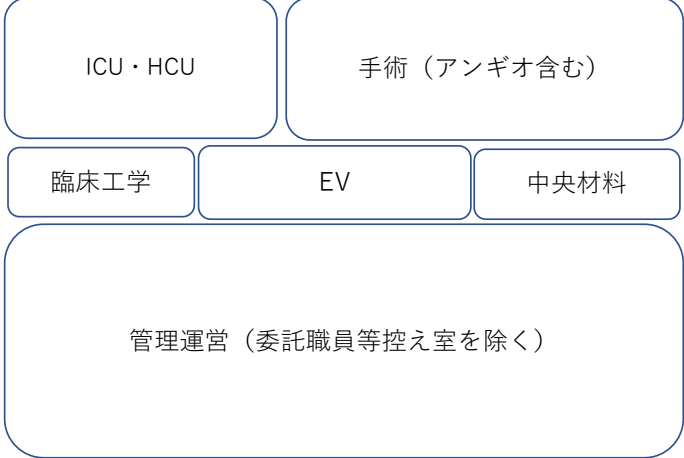 ICU・HCU
手術（アンギオ含む）
臨床工学
EV
中央材料
管理運営（委託職員等控え室を除く）